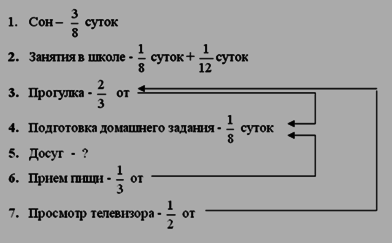 1. Сон – 3/8 суток
2. Занятия в школе - 1/8 суток + 1/12 суток
3. Прогулка - 2/3 от
4. Подготовка домашнего задания - 1/8 суток
5. Досуг - ?
6. Прием пищи - 1/3 от
7. Просмотр телевизора - 1/2 от